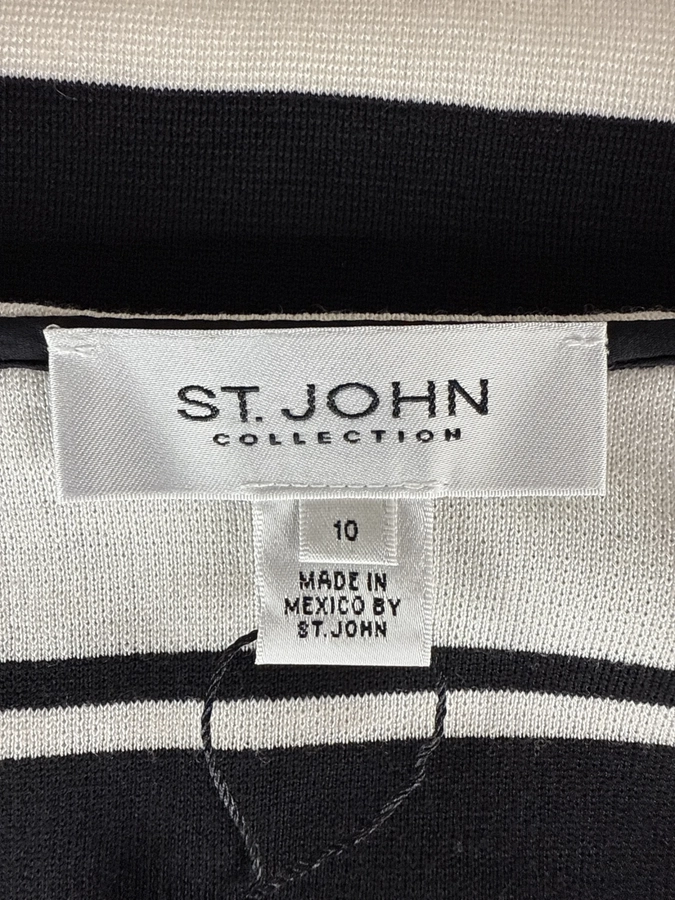 ST. JOHN
COLLECTION
10
MADE IN
MEXICO BY
ST. JOHN